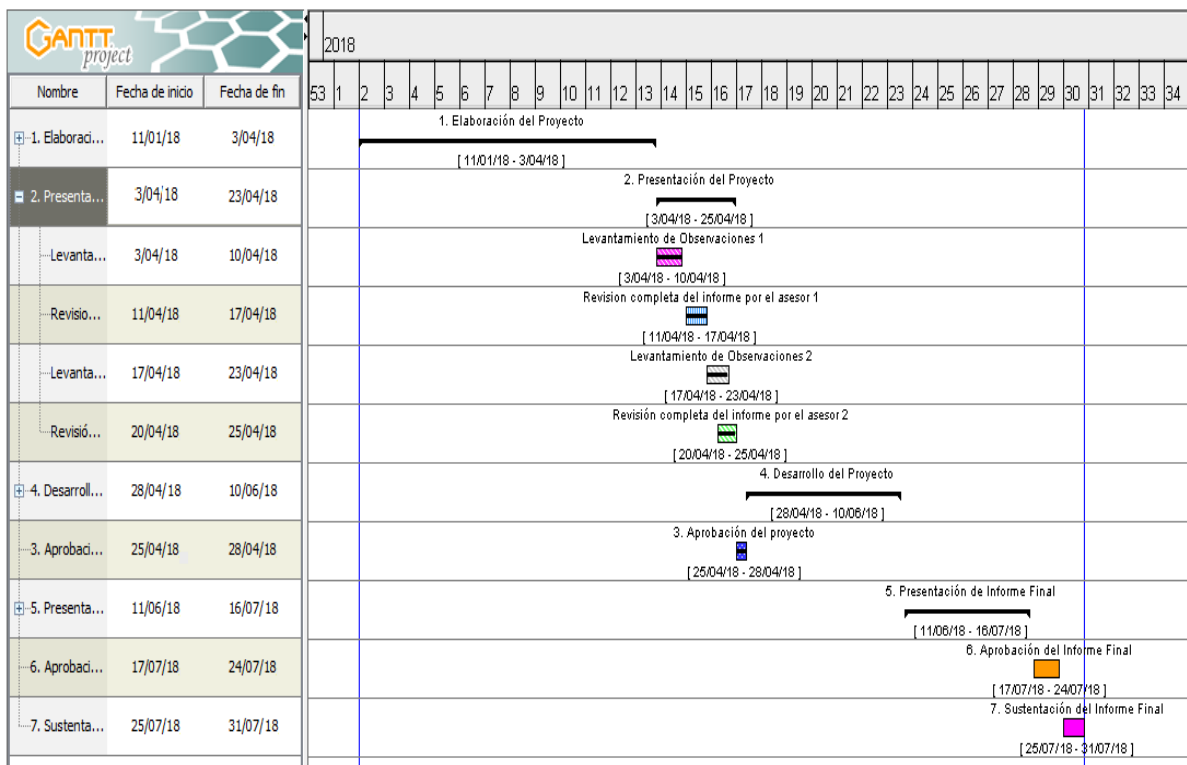 GANTT
project
2018
Nombre Fecha de inicio Fecha de fin
53 1 2 3 4 5 6 7 8 9 10 11 12 13 14 15 16 17 18 19 20 21 22 23 24 25 26 27 28 29 30 31 32 33 34
1. Elaboraci... 11/01/18 3/04/18
1. Elaboración del Proyecto
[ 11/01/18 - 3/04/18 ]
2. Presenta... 3/04/18 23/04/18
2. Presentación del Proyecto
[ 3/04/18 - 25/04/18 ]
Levanta... 3/04/18 10/04/18
Levantamiento de Observaciones 1
[ 3/04/18 - 10/04/18 ]
Revisio... 11/04/18 17/04/18
Revision completa del informe por el asesor 1
[ 11/04/18 - 17/04/18 ]
Levanta... 17/04/18 23/04/18
Levantamiento de Observaciones 2
[ 17/04/18 - 23/04/18 ]
Revisió... 20/04/18 25/04/18
Revisión completa del informe por el asesor 2
[ 20/04/18 - 25/04/18 ]
4. Desarroll... 28/04/18 10/06/18
4. Desarrollo del Proyecto
[ 28/04/18 - 10/06/18 ]
3. Aprobaci... 25/04/18 28/04/18
3. Aprobación del proyecto
[ 25/04/18 - 28/04/18 ]
5. Presenta... 11/06/18 16/07/18
5. Presentación de Informe Final
[ 11/06/18 - 16/07/18 ]
6. Aprobaci... 17/07/18 24/07/18
6. Aprobación del Informe Final
[ 17/07/18 - 24/07/18 ]
7. Sustenta... 25/07/18 31/07/18
7. Sustentación del Informe Final
[ 25/07/18 - 31/07/18 ]